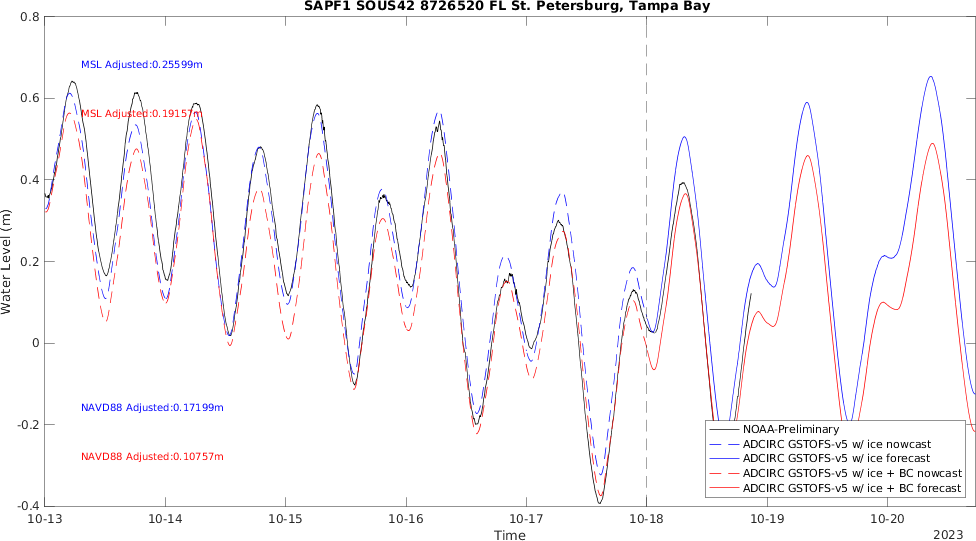 SAPF1 SOUS42 8726520 FL St. Petersburg, Tampa Bay
0.8
0.6
0.4
0.2
0
-0.2
-0.4
Water Level (m)
MSL Adjusted:0.25599m
MSL Adjusted:0.19157m
NAVD88 Adjusted:0.17199m
NAVD88 Adjusted:0.10757m
NOAA-Preliminary
ADCIRC GSTOFS-v5 w/ ice nowcast
ADCIRC GSTOFS-v5 w/ ice forecast
ADCIRC GSTOFS-v5 w/ ice + BC nowcast
ADCIRC GSTOFS-v5 w/ ice + BC forecast
10-13 10-14 10-15 10-16 10-17 10-18 10-19 10-20
Time
2023